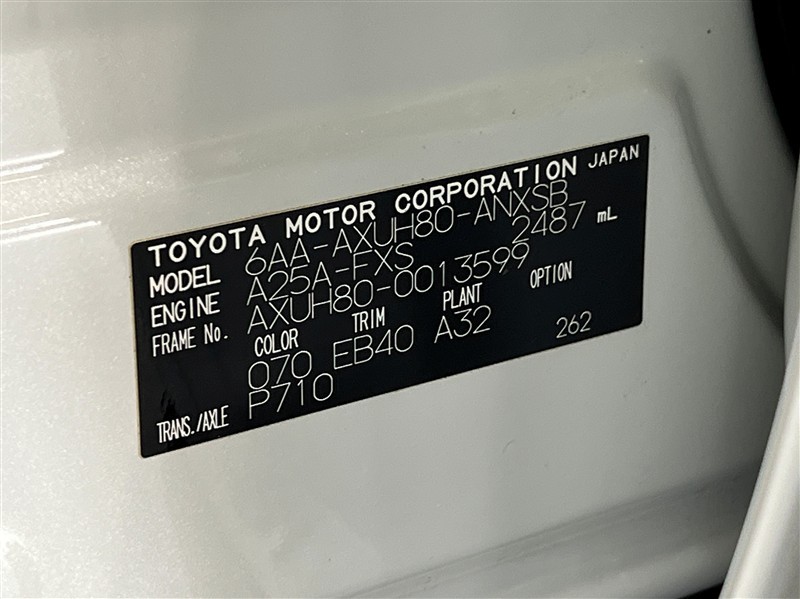 TOYOTA MOTOR CORPORATION JAPAN
MODEL 6AA-AXUH80-ANXSB
ENGINE A25A-FXS 2487 mL
FRAME No. AXUH80-0013599
COLOR TRIM PLANT OPTION
070 EB40 A32 262
TRANS./AXLE P710